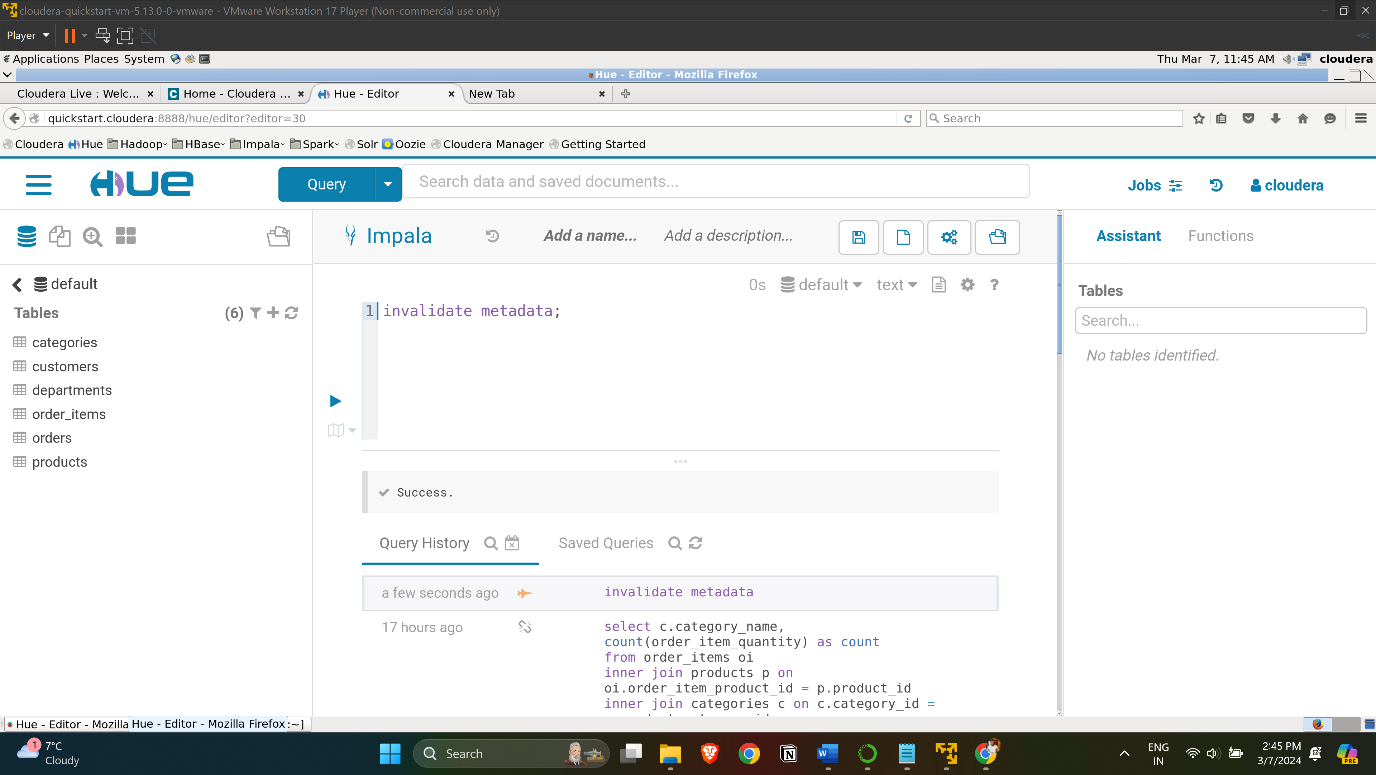 cloudera-quickstart-vm-5.13.0-0-vmware - VMware Workstation 17 Player (Non-commercial use only)
Player
Applications Places System
Thu Mar 7, 11:45 AM
cloudera
Hue - Editor - Mozilla Firefox
Cloudera Live : Welc...
Home - Cloudera ...
Hue - Editor
New Tab
quickstart.cloudera:8888/hue/editor?editor=30
Search
Cloudera Hue Hadoop HBase Impala Spark Solr Oozie Cloudera Manager Getting Started
HUE
Query
Search data and saved documents...
Jobs
cloudera
Impala
Add a name...
Add a description...
Assistant
Functions
default
0s default text ?
Tables
(6)
categories
customers
departments
order_items
orders
products
1 invalidate metadata;
Tables
Search...
No tables identified.
Success.
Query History
Saved Queries
a few seconds ago
invalidate metadata
17 hours ago
select c.category_name,
count(order_item_quantity) as count
from order_items oi
inner join products p on
oi.order_item_product_id = p.product_id
inner join categories c on c.category_id =
Hue - Editor - Mozilla Hue - Editor - Mozilla Firefox :~]
1
7°C
Cloudy
Search
ENG
IN
2:45 PM
3/7/2024
PRE